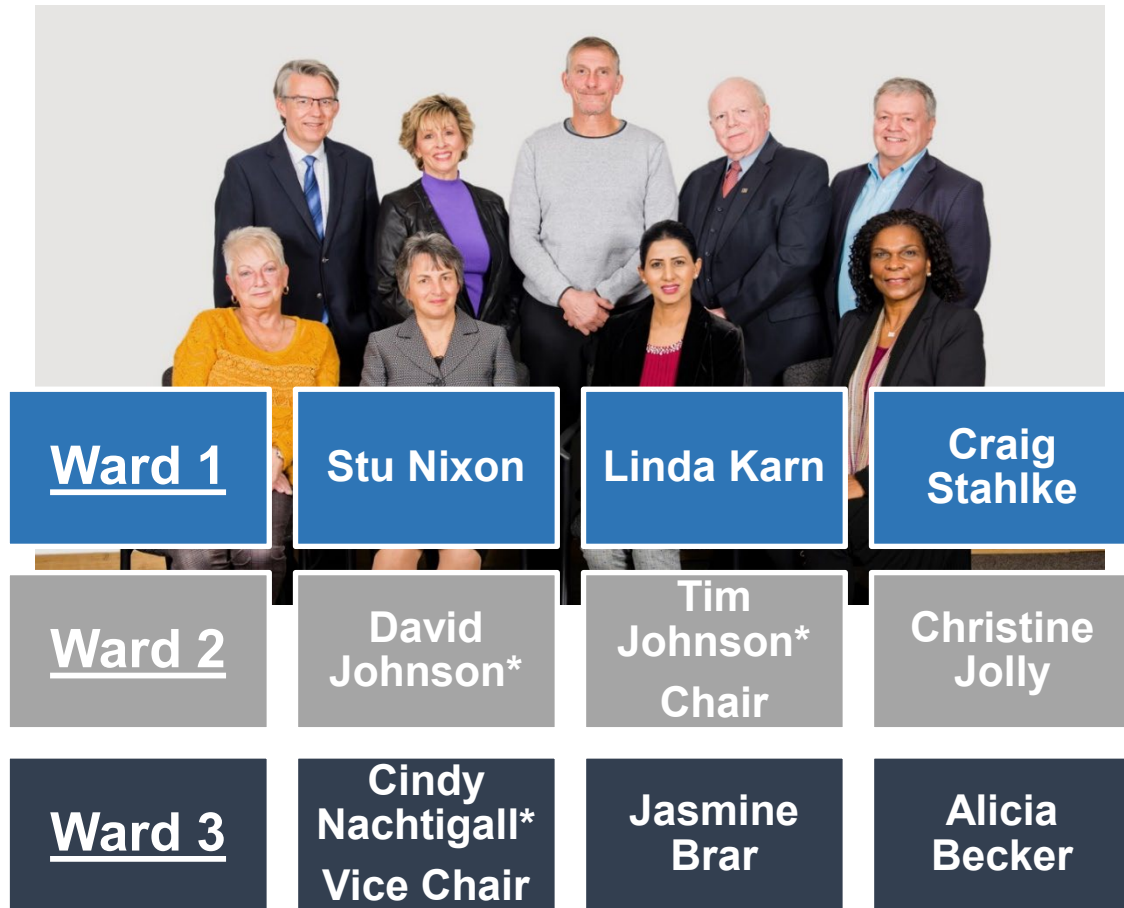 Ward 1
Stu Nixon
Linda Karn
Craig
Stahlke
Ward 2
David
Johnson*
Tim
Johnson*
Chair
Christine
Jolly
Ward 3
Cindy
Nachtigall*
Vice Chair
Jasmine
Brar
Alicia
Becker